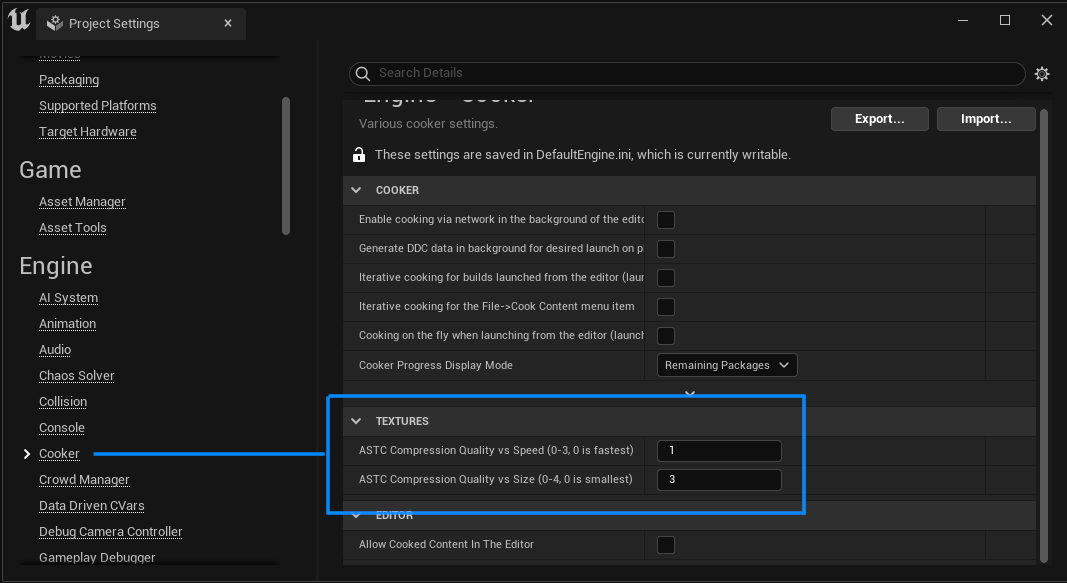 Project Settings
Movies
Packaging
Supported Platforms
Target Hardware
Game
Asset Manager
Asset Tools
Engine
AI System
Animation
Audio
Chaos Solver
Collision
Console
Cooker
Crowd Manager
Data Driven CVars
Debug Camera Controller
Gameplay Debugger
Search Details
Engine - Cooker
Various cooker settings.
Export...
Import...
These settings are saved in DefaultEngine.ini, which is currently writable.
COOKER
Enable cooking via network in the background of the edito
Generate DDC data in background for desired launch on p
Iterative cooking for builds launched from the editor (laun
Iterative cooking for the File->Cook Content menu item
Cooking on the fly when launching from the editor (launch
Cooker Progress Display Mode
Remaining Packages
TEXTURES
ASTC Compression Quality vs Speed (0-3, 0 is fastest)
1
ASTC Compression Quality vs Size (0-4, 0 is smallest)
3
EDITOR
Allow Cooked Content In The Editor